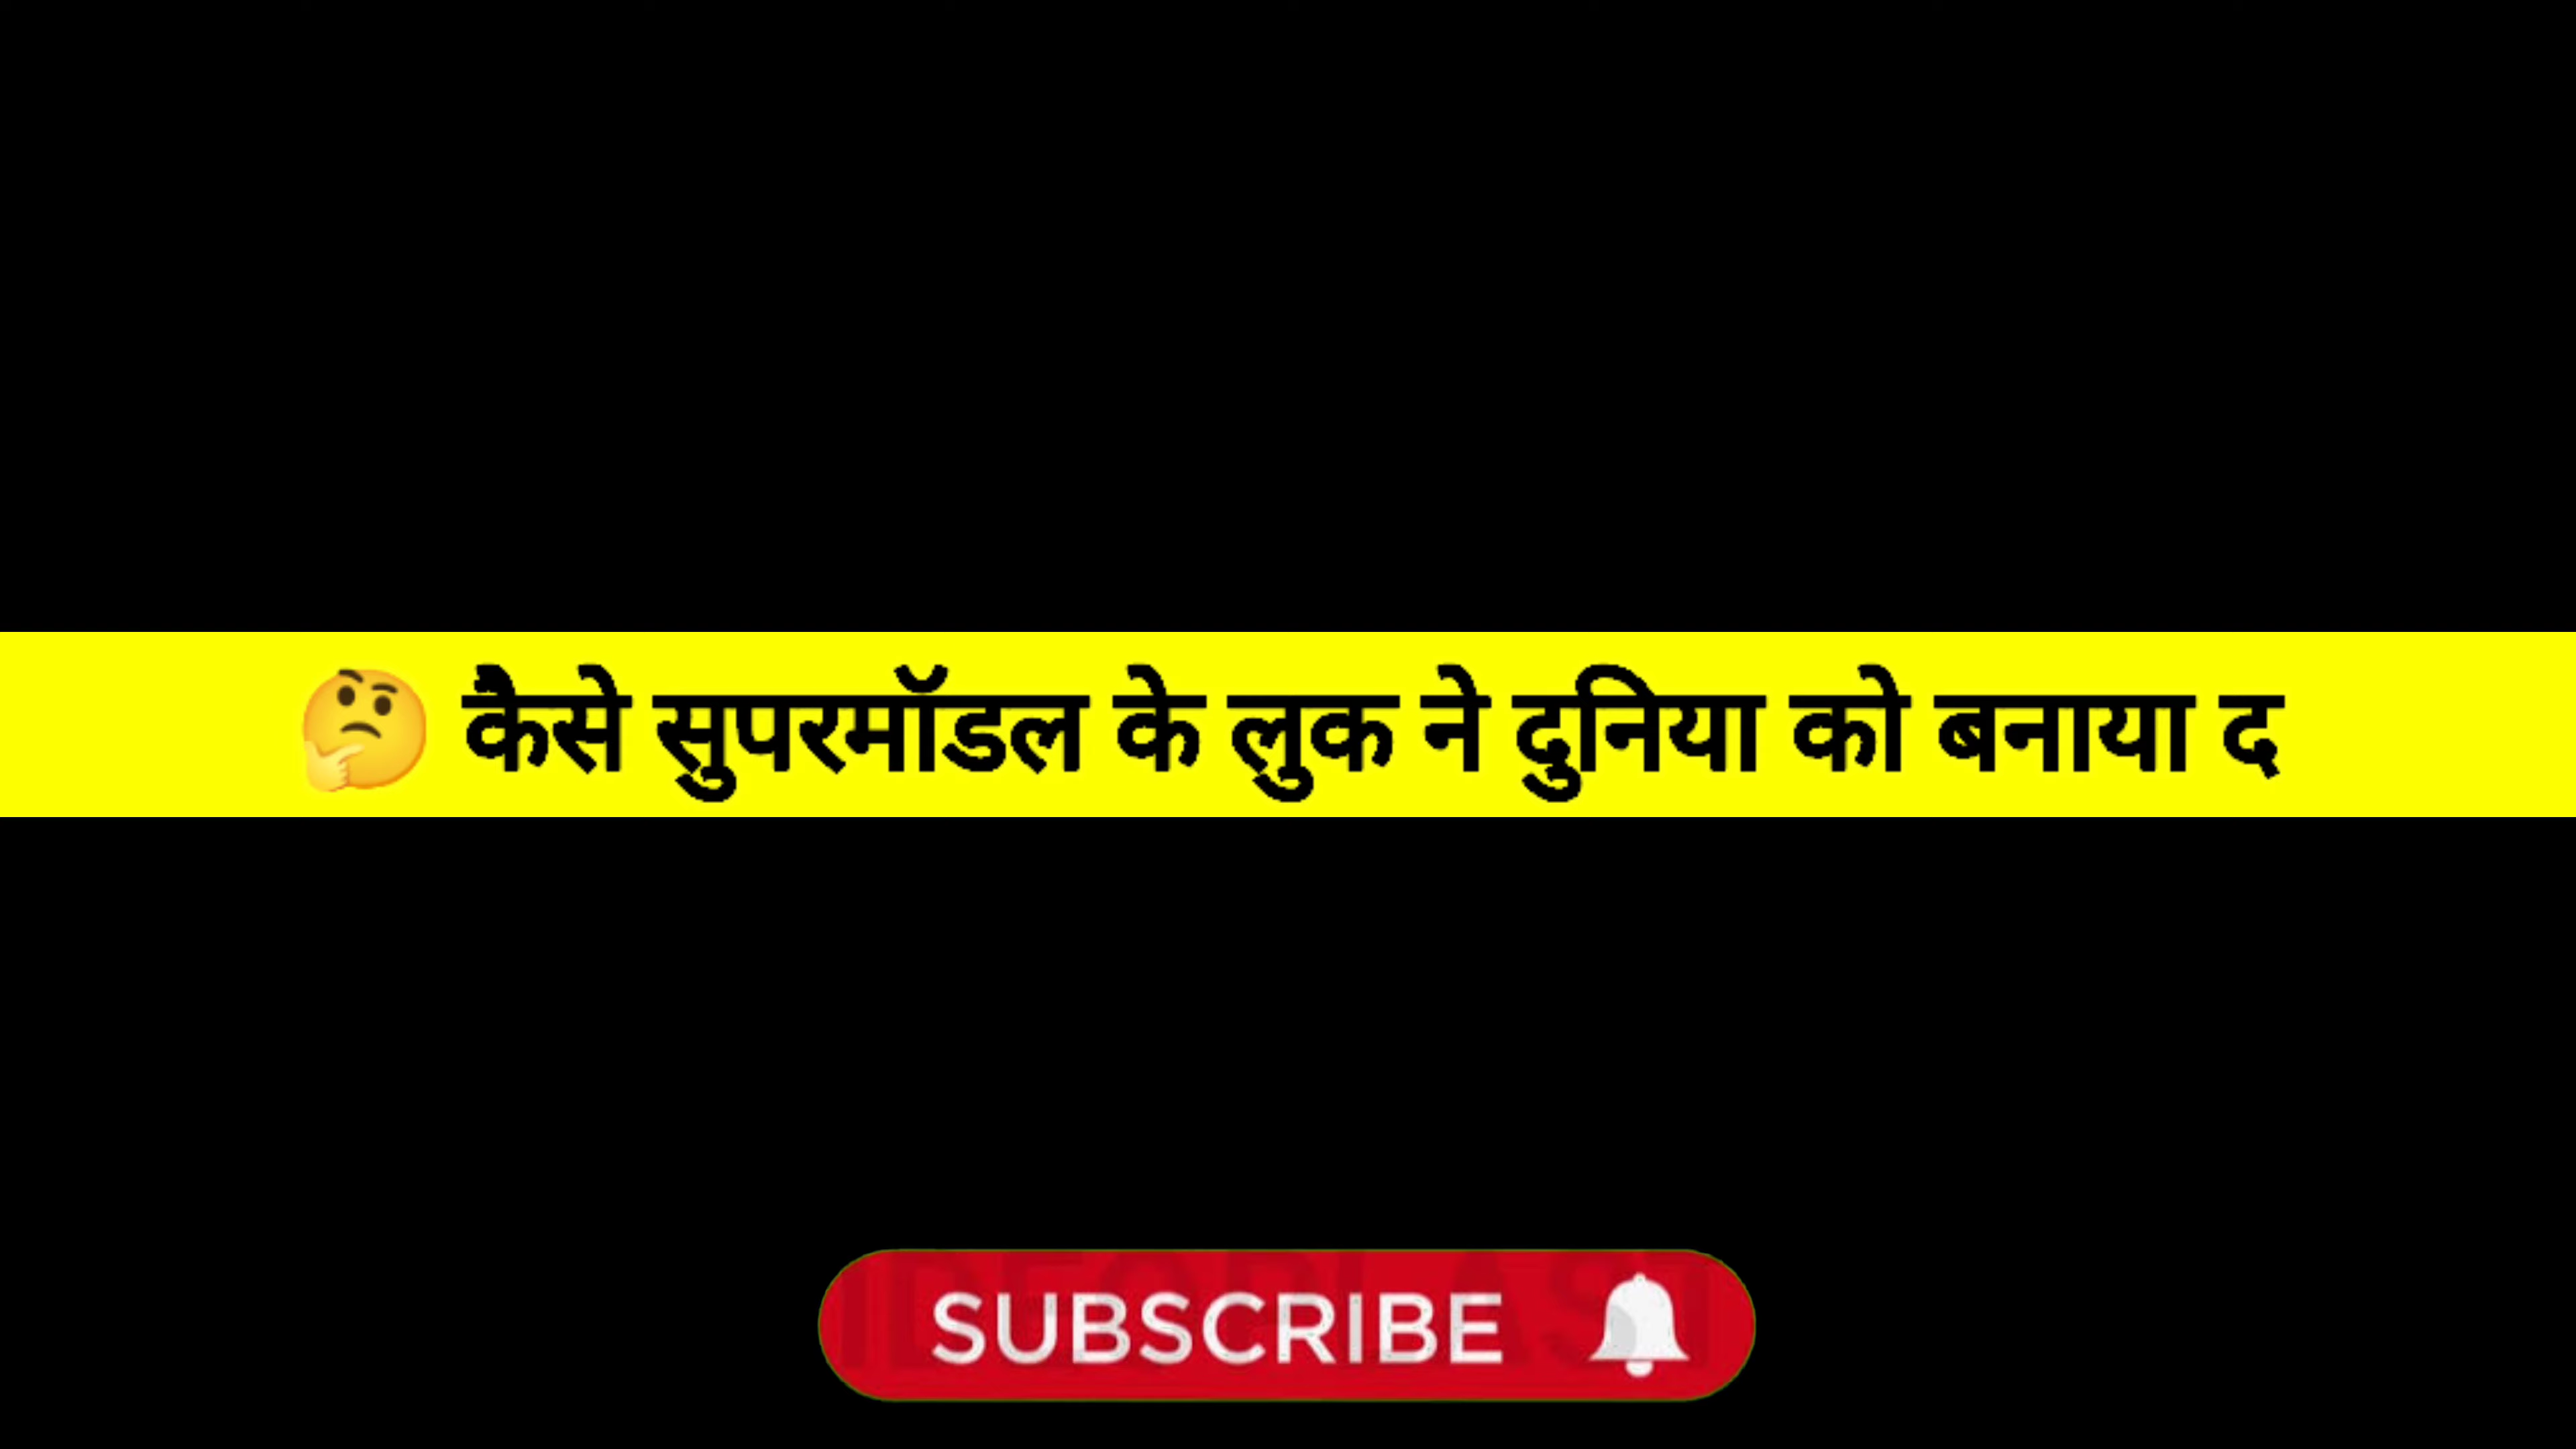 🤔 कैसे सुपरमॉडल के लुक ने दुनिया को बनाया द
SUBSCRIBE